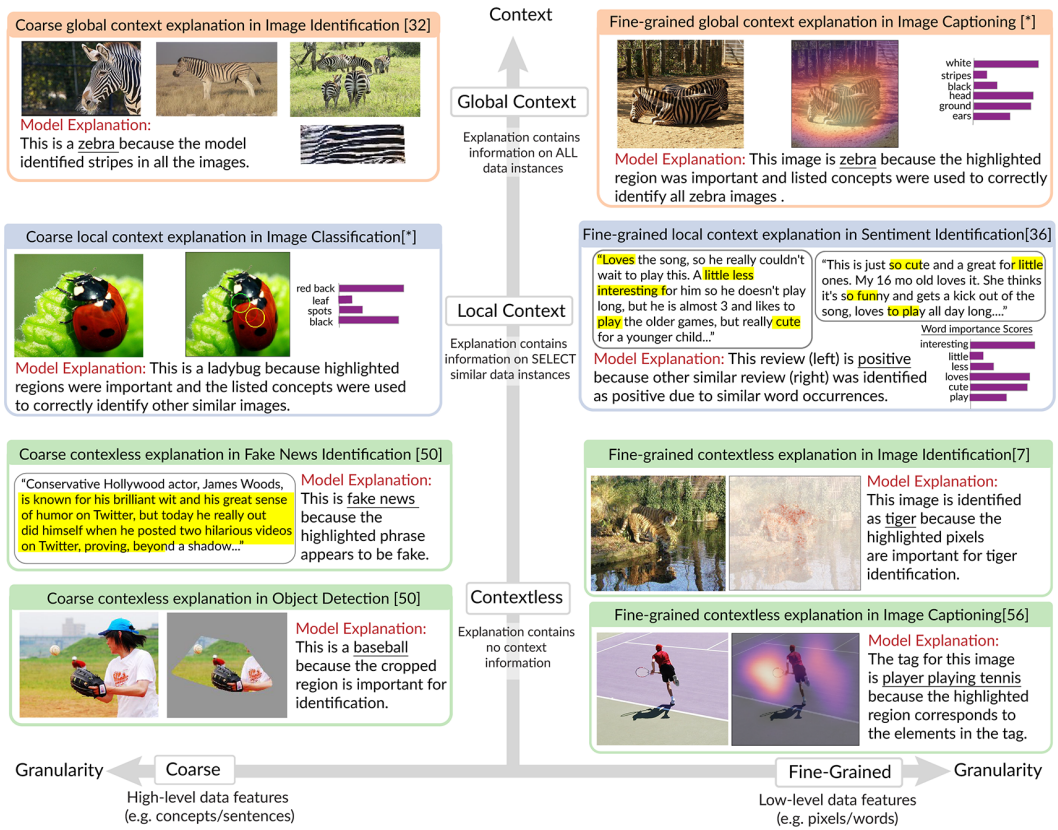 Context
Coarse global context explanation in Image Identification [32]
Model Explanation:
This is a zebra because the model
identified stripes in all the images.
Fine-grained global context explanation in Image Captioning [*]
white
stripes
black
head
ground
ears
Model Explanation: This image is zebra because the highlighted
region was important and listed concepts were used to correctly
identify all zebra images .
Global Context
Explanation contains
information on ALL
data instances
Coarse local context explanation in Image Classification[*]
red back
leaf
spots
black
Model Explanation: This is a ladybug because highlighted
regions were important and the listed concepts were used
to correctly identify other similar images.
Local Context
Explanation contains
information on SELECT
similar data instances
Fine-grained local context explanation in Sentiment Identification[36]
“Loves the song, so he really couldn't
wait to play this. A little less
interesting for him so he doesn't play
long, but he is almost 3 and likes to
play the older games, but really cute
for a younger child...”
“This is just so cute and a great for little
ones. My 16 mo old loves it. She thinks
it's so funny and gets a kick out of the
song, loves to play all day long....”
Word importance Scores
interesting
little
less
loves
cute
play
Model Explanation: This review (left) is positive
because other similar review (right) was identified
as positive due to similar word occurrences.
Coarse contexless explanation in Fake News Identification [50]
“Conservative Hollywood actor, James Woods,
is known for his brilliant wit and his great sense
of humor on Twitter, but today he really out
did himself when he posted two hilarious videos
on Twitter, proving, beyond a shadow...”
Model Explanation:
This is fake news
because the
highlighted phrase
appears to be fake.
Fine-grained contextless explanation in Image Identification[7]
Model Explanation:
This image is identified
as tiger because the
highlighted pixels
are important for tiger
identification.
Coarse contexless explanation in Object Detection [50]
Model Explanation:
This is a baseball
because the cropped
region is important for
identification.
Contextless
Explanation contains
no context
information
Fine-grained contextless explanation in Image Captioning[56]
Model Explanation:
The tag for this image
is player playing tennis
because the highlighted
region corresponds to
the elements in the tag.
Granularity
Coarse
High-level data features
(e.g. concepts/sentences)
Fine-Grained
Granularity
Low-level data features
(e.g. pixels/words)